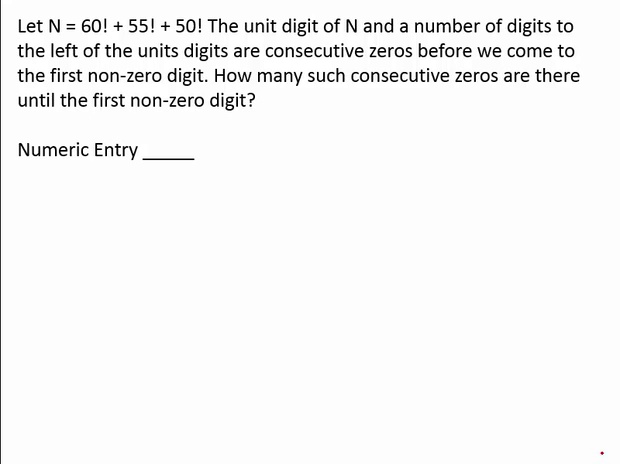 Let N = 60! + 55! + 50! The unit digit of N and a number of digits to
the left of the units digits are consecutive zeros before we come to
the first non-zero digit. How many such consecutive zeros are there
until the first non-zero digit?
Numeric Entry _____